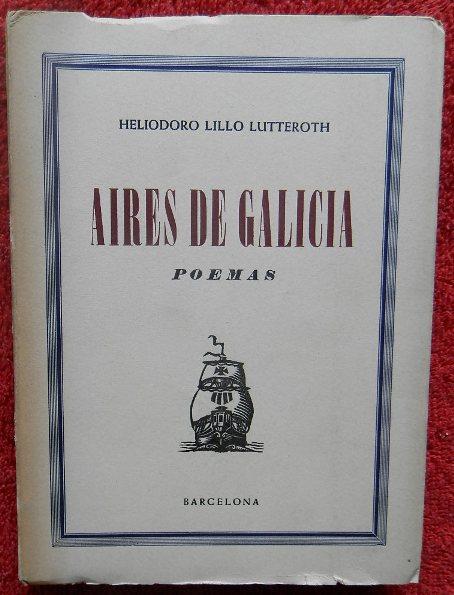 HELIODORO LILLO LUTTEROTH
AIRES DE GALICIA
POEMAS
BARCELONA